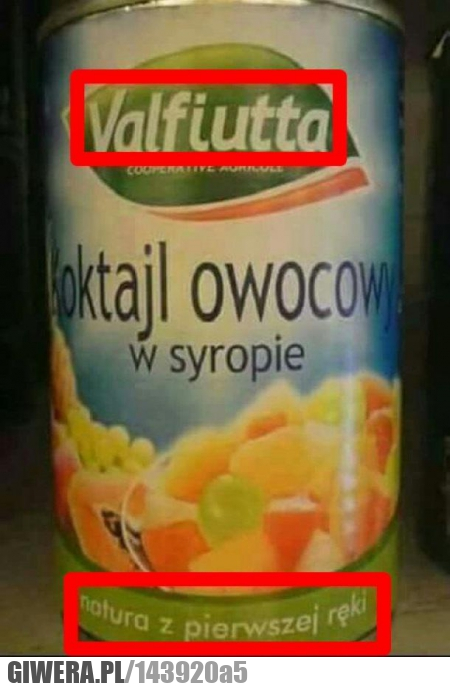 Valfiutta
COOPERATIVE AGRICOLE
Koktajl owocowy
w syropie
natura z pierwszej ręki
GIWERA.PL/143920a5